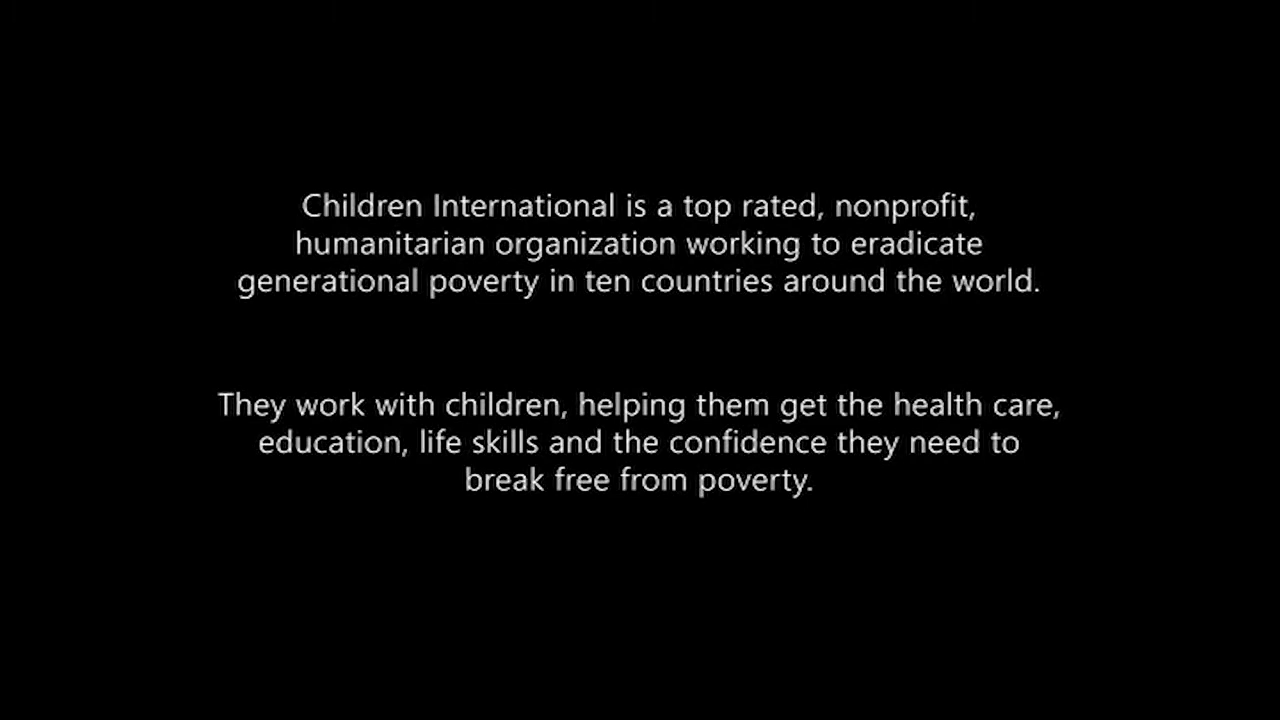 Children International is a top rated, nonprofit,
humanitarian organization working to eradicate
generational poverty in ten countries around the world.
They work with children, helping them get the health care,
education, life skills and the confidence they need to
break free from poverty.